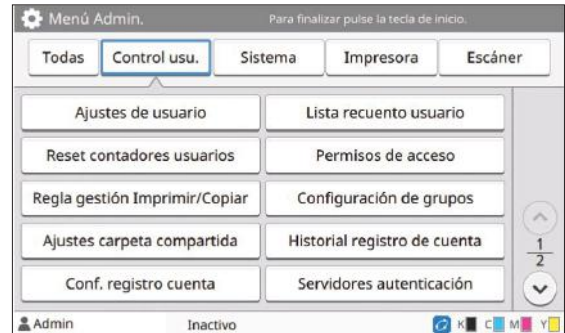 Menú Admin. Para finalizar pulse la tecla de inicio.
Todas Control usu. Sistema Impresora Escáner
Ajustes de usuario Lista recuento usuario
Reset contadores usuarios Permisos de acceso
Regla gestión Imprimir/Copiar Configuración de grupos
Ajustes carpeta compartida Historial registro de cuenta
1
2
Conf. registro cuenta Servidores autenticación
Admin Inactivo K C M Y